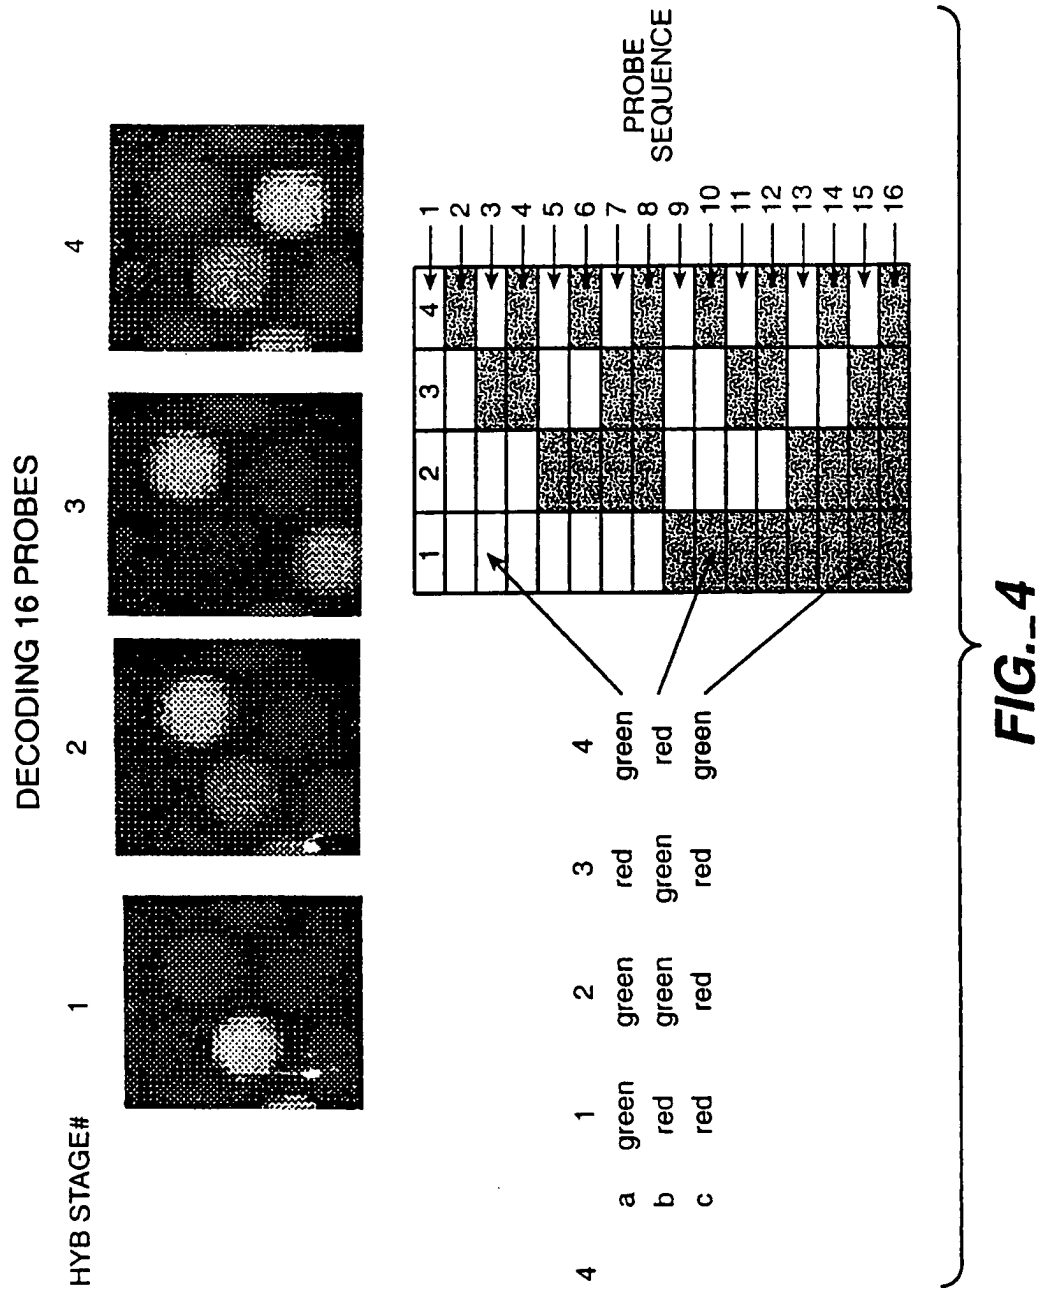 DECODING 16 PROBES
HYB STAGE# 1 2 3 4
4 1 2 3 4
a green green red green
b red green green red
c red red red green
1 2 3 4
PROBE
SEQUENCE
1
2
3
4
5
6
7
8
9
10
11
12
13
14
15
16
FIG._4